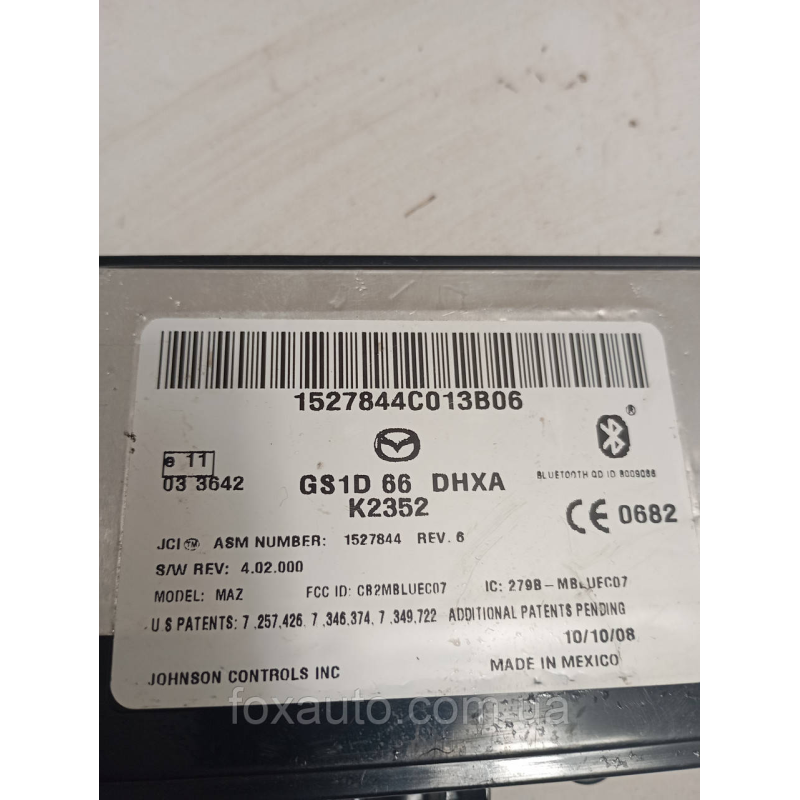 1527844C013B06
e 11
03 3642
GS1D 66 DHXA
K2352
BLUETOOTH QD ID B009088
CE 0682
JCI™ ASM NUMBER: 1527844 REV. 6
S/W REV: 4.02.000
MODEL: MAZ FCC ID: CB2MBLUEC07 IC: 279B-MBLUEC07
U S PATENTS: 7,257,426, 7,346,374, 7,349,722 ADDITIONAL PATENTS PENDING
10/10/08
JOHNSON CONTROLS INC
MADE IN MEXICO
foxauto.com.ua